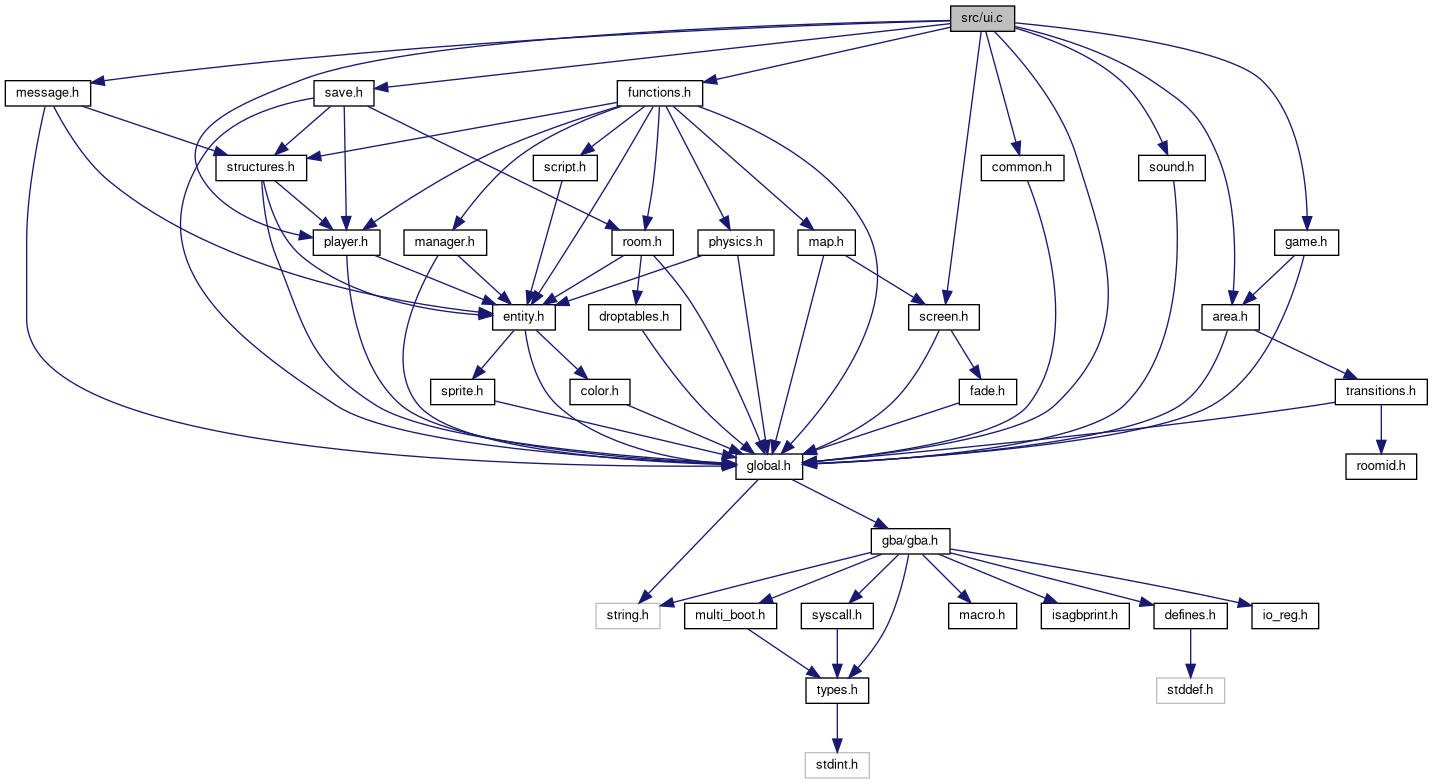 src/ui.c
message.h
save.h
functions.h
structures.h
script.h
common.h
sound.h
player.h
manager.h
room.h
physics.h
map.h
game.h
entity.h
droptables.h
screen.h
area.h
sprite.h
color.h
fade.h
transitions.h
global.h
roomid.h
gba/gba.h
string.h
multi_boot.h
syscall.h
macro.h
isagbprint.h
defines.h
io_reg.h
types.h
stddef.h
stdint.h